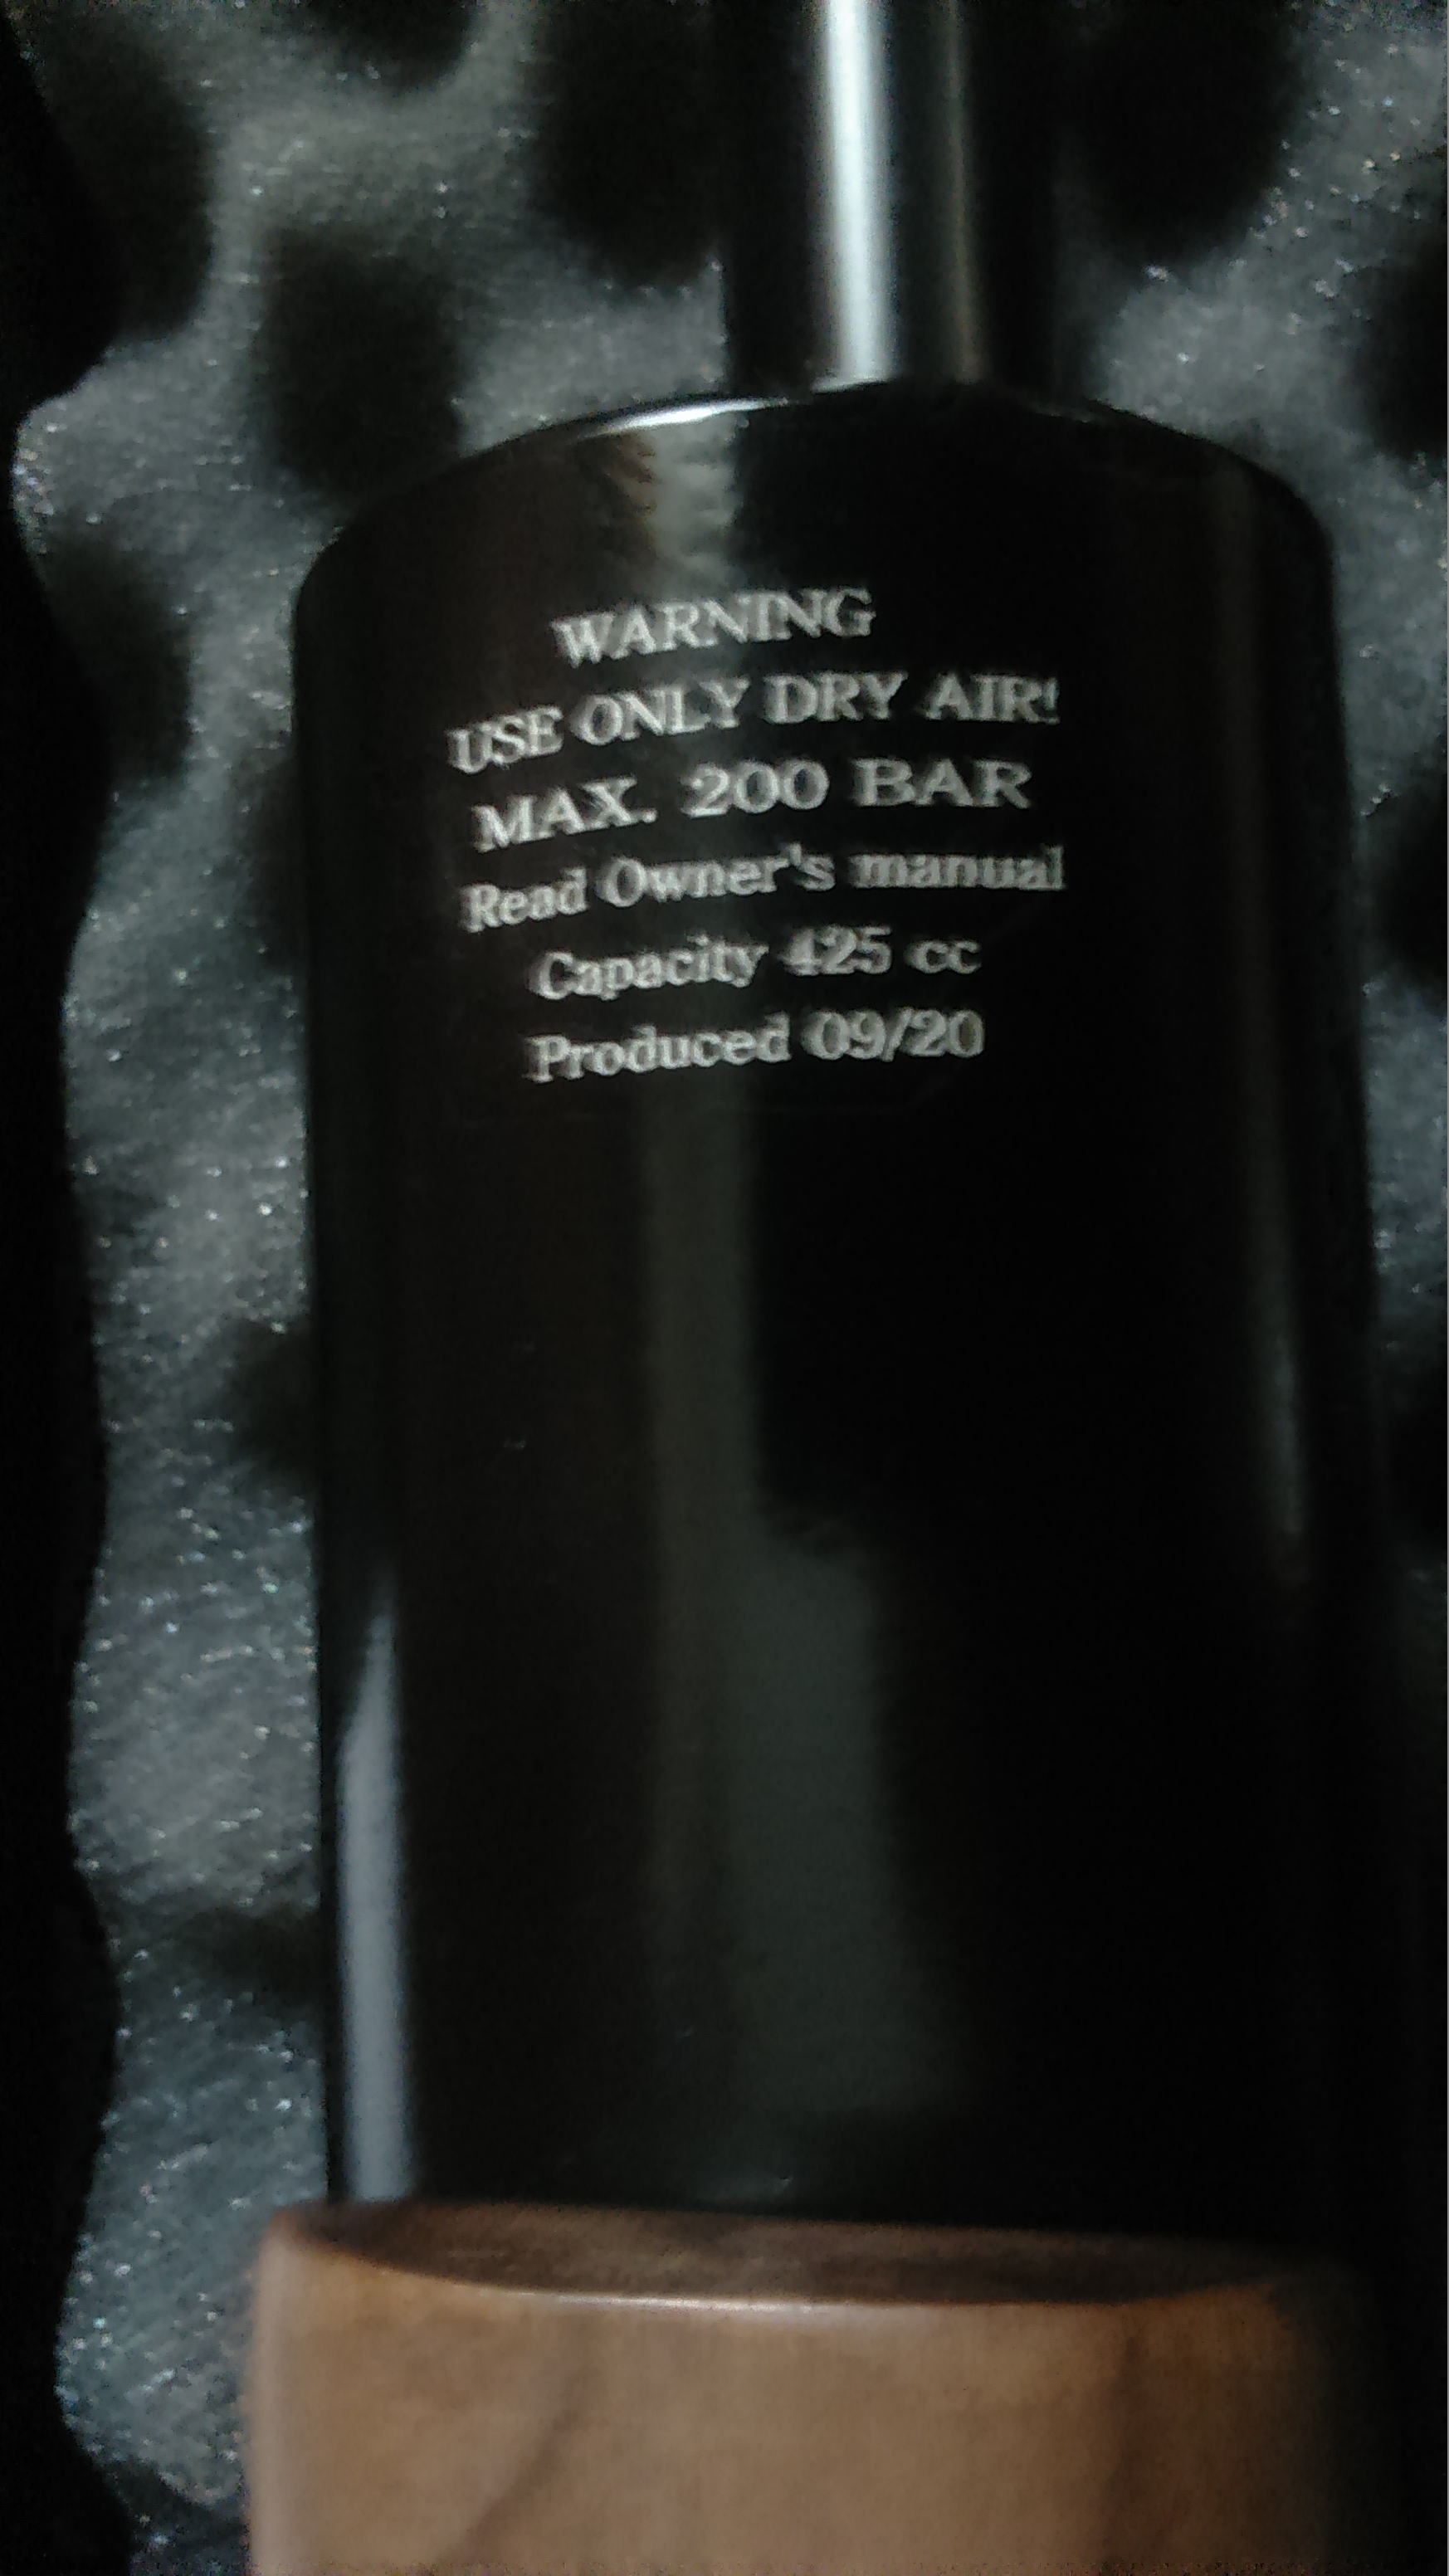 WARNING
USE ONLY DRY AIR!
MAX. 200 BAR
Read Owner's manual
Capacity 425 cc
Produced 09/20